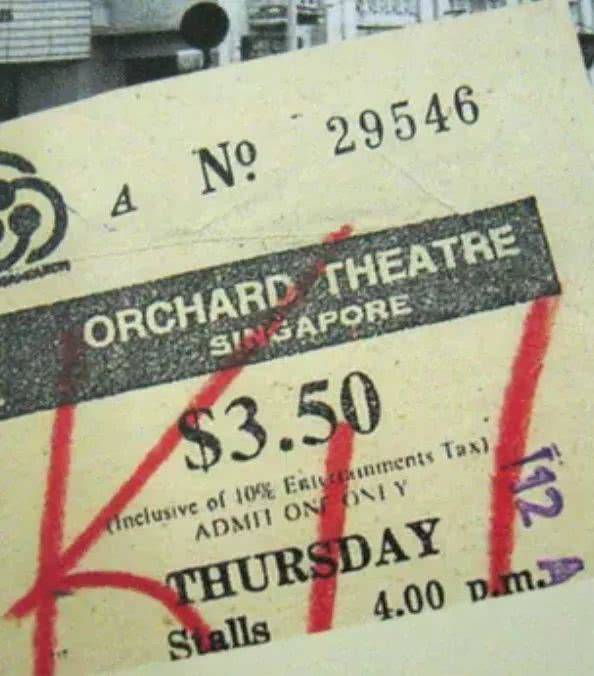 A Nº 29546
ORCHARD THEATRE
SINGAPORE
$3.50
(Inclusive of 10% Entertainments Tax)
ADMIT ONE ONLY
THURSDAY
Stalls 4.00 p.m.
K11